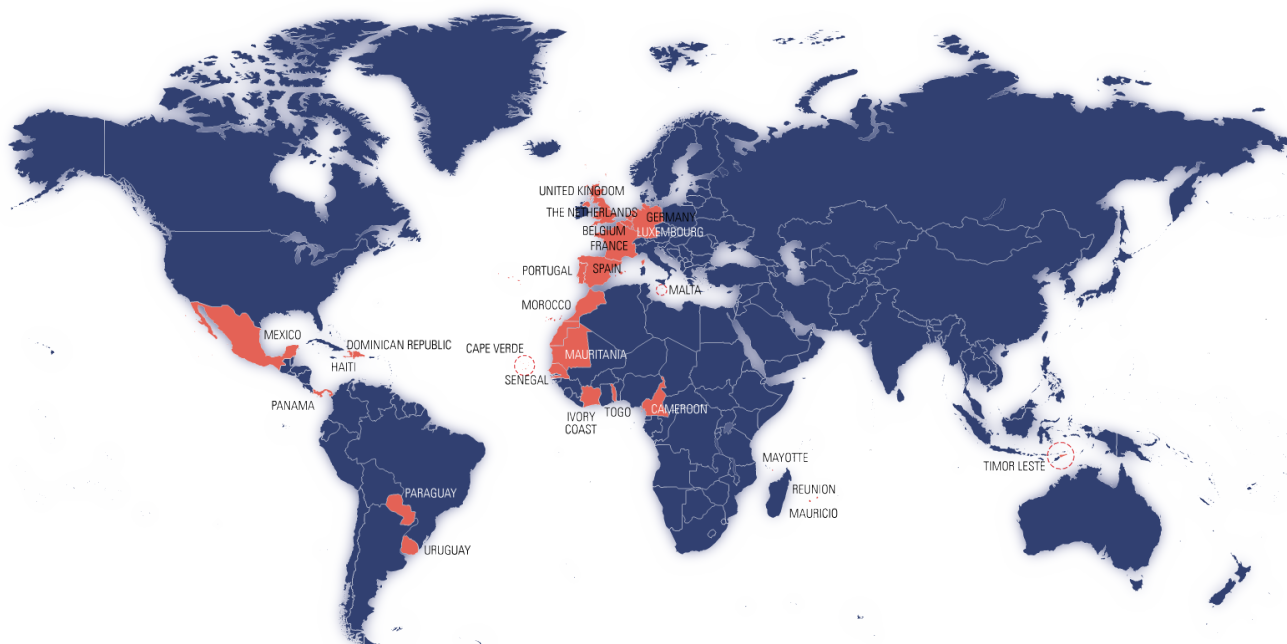 UNITED KINGDOM
THE NETHERLANDS
GERMANY
BELGIUM
LUXEMBOURG
FRANCE
PORTUGAL
SPAIN
MALTA
MOROCCO
MEXICO
DOMINICAN REPUBLIC
CAPE VERDE
MAURITANIA
HAITI
SENEGAL
PANAMA
IVORY
COAST
TOGO
CAMEROON
MAYOTTE
TIMOR LESTE
REUNION
PARAGUAY
MAURICIO
URUGUAY